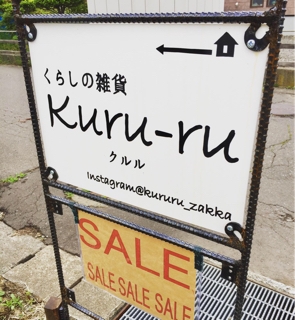 くらしの雑貨
Kuru-ru
クルル
Instagram@kururu_zakka
SALE
SALE SALE SALE